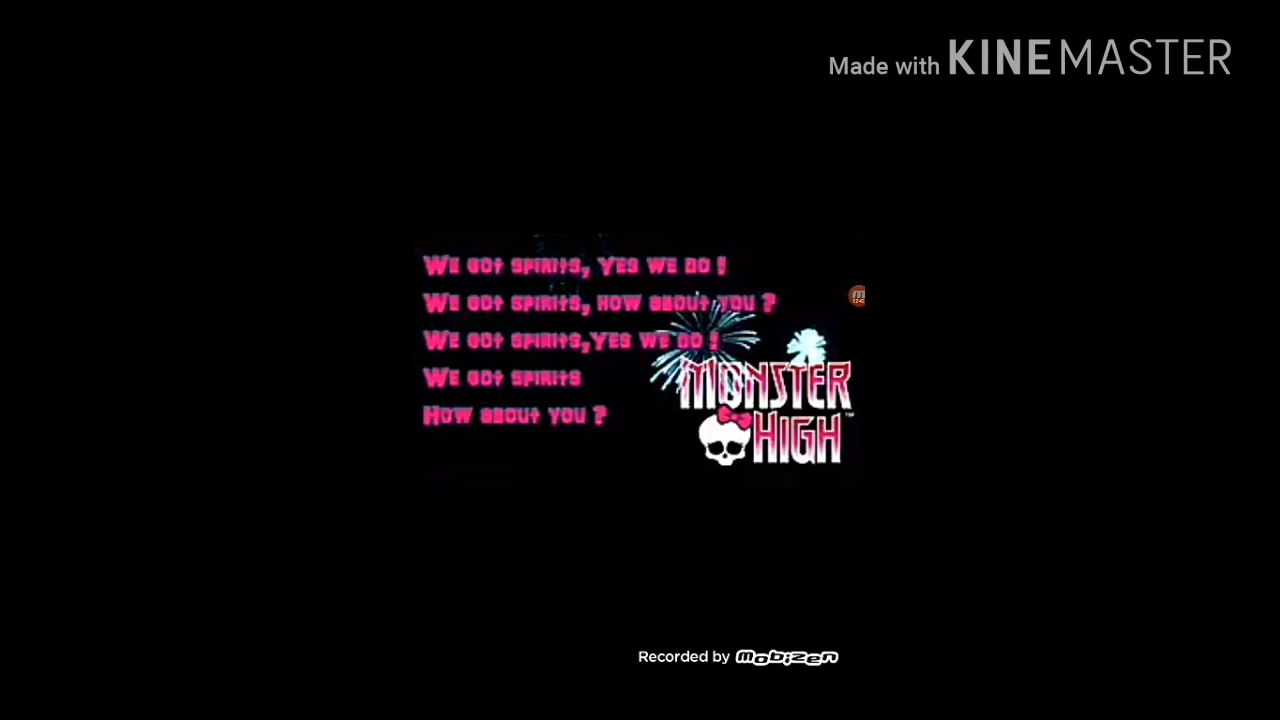 Made with KINEMASTER
We got spirits, Yes we do !
We got spirits, how about you ?
We got spirits,Yes we do !
We got spirits
How about you ?
MONSTER
HIGH™
Recorded by mobizen